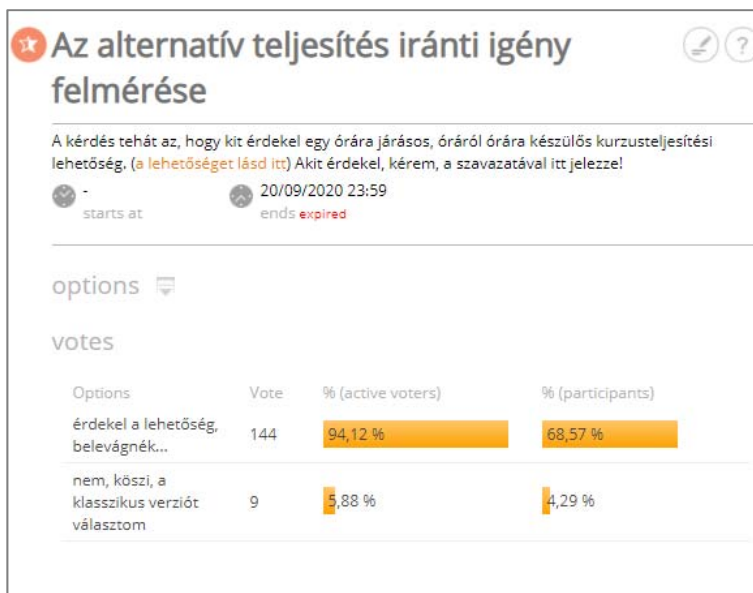 Az alternatív teljesítés iránti igény
felmérése
A kérdés tehát az, hogy kit érdekel egy órára járásos, óráról órára készülős kurzusteljesítési
lehetőség. (a lehetőséget lásd itt) Akit érdekel, kérem, a szavazatával itt jelezze!
- 20/09/2020 23:59
starts at ends expired
options
votes
Options Vote % (active voters) % (participants)
érdekel a lehetőség,
belevágnék... 144 94,12 % 68,57 %
nem, köszi, a
klasszikus verziót 9 5,88 % 4,29 %
választom